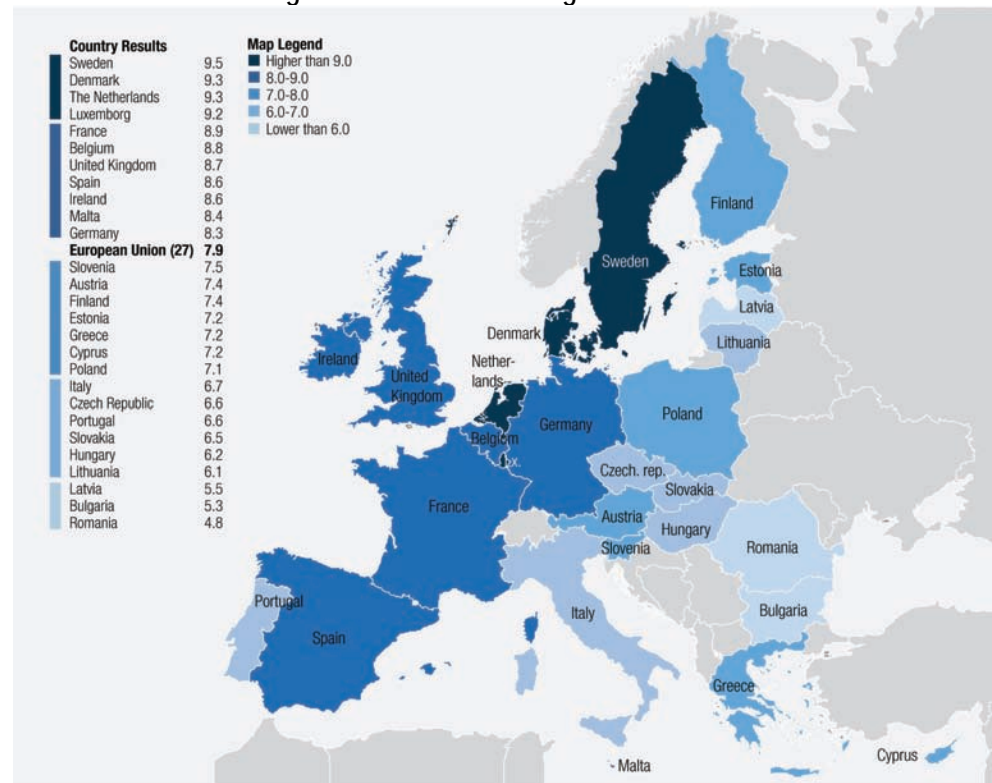 Country Results
Sweden 9.5
Denmark 9.3
The Netherlands 9.3
Luxemborg 9.2
France 8.9
Belgium 8.8
United Kingdom 8.7
Spain 8.6
Ireland 8.6
Malta 8.4
Germany 8.3
European Union (27) 7.9
Slovenia 7.5
Austria 7.4
Finland 7.4
Estonia 7.2
Greece 7.2
Cyprus 7.2
Poland 7.1
Italy 6.7
Czech Republic 6.6
Portugal 6.6
Slovakia 6.5
Hungary 6.2
Lithuania 6.1
Latvia 5.5
Bulgaria 5.3
Romania 4.8
Map Legend
Higher than 9.0
8.0-9.0
7.0-8.0
6.0-7.0
Lower than 6.0
Finland
Sweden
Estonia
Latvia
Lithuania
Denmark
Nether-
lands
Ireland
United
Kingdom
Belgiom
Germany
Poland
Czech. rep.
Slovakia
France
Austria
Hungary
Slovenia
Romania
Portugal
Spain
Italy
Bulgaria
Greece
Malta
Cyprus